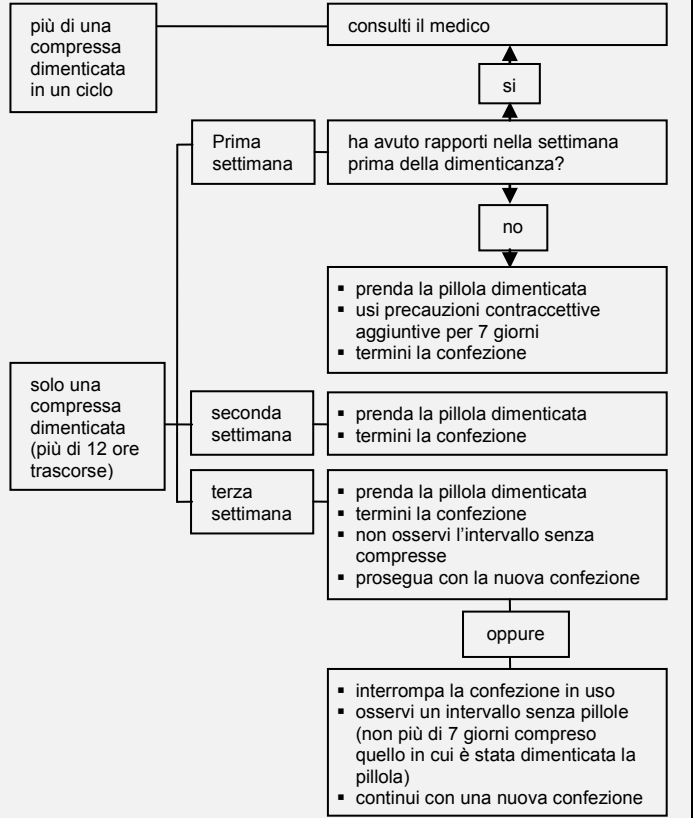 più di una
compressa
dimenticata
in un ciclo
consulti il medico
si
Prima
settimana
ha avuto rapporti nella settimana
prima della dimenticanza?
no
▪ prenda la pillola dimenticata
▪ usi precauzioni contraccettive
aggiuntive per 7 giorni
▪ termini la confezione
solo una
compressa
dimenticata
(più di 12 ore
trascorse)
seconda
settimana
▪ prenda la pillola dimenticata
▪ termini la confezione
terza
settimana
▪ prenda la pillola dimenticata
▪ termini la confezione
▪ non osservi l'intervallo senza
compresse
▪ prosegua con la nuova confezione
oppure
▪ interrompa la confezione in uso
▪ osservi un intervallo senza pillole
(non più di 7 giorni compreso
quello in cui è stata dimenticata la
pillola)
▪ continui con una nuova confezione